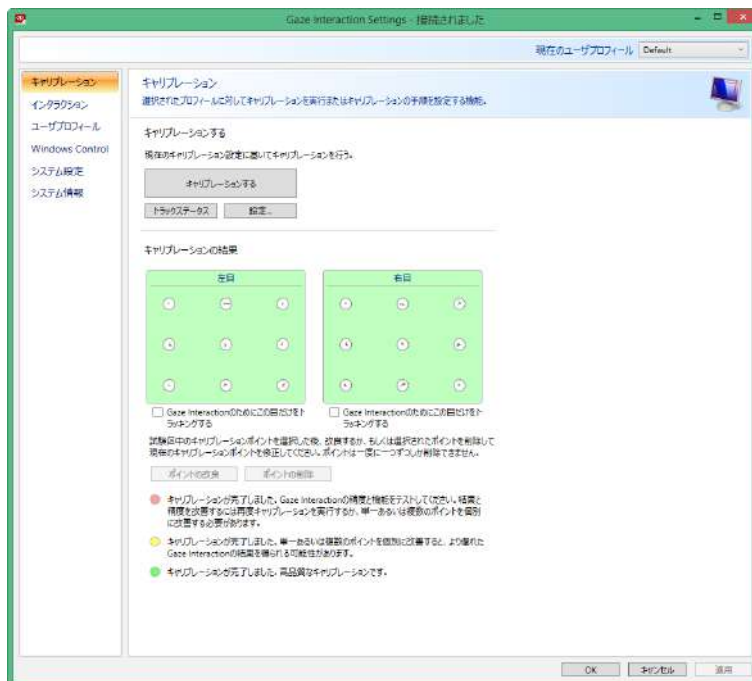 Gaze Interaction Settings - 接続されました
現在のユーザプロフィール Default
キャリブレーション
インタラクション
ユーザプロフィール
Windows Control
システム設定
システム情報
キャリブレーション
選択されたプロフィールに対してキャリブレーションを実行またはキャリブレーションの手順を設定する機能。
キャリブレーションする
現在のキャリブレーション設定に基いてキャリブレーションを行う。
キャリブレーションする
トラックステータス 設定...
キャリブレーションの結果
左目 右目
Gaze Interactionのためにこの目だけをト
ラッキングする
Gaze Interactionのためにこの目だけをト
ラッキングする
試験区中のキャリブレーションポイントを選択した後、改良するか、もしくは選択されたポイントを削除して
現在のキャリブレーションポイントを修正してください。ポイントは一度に一つずつしか削除できません。
ポイントの改良 ポイントの削除
キャリブレーションが完了しました。Gaze Interactionの精度と機能をテストしてください。結果と
精度を改善するには再度キャリブレーションを実行するか、単一あるいは複数のポイントを個別
に改善する必要があります。
キャリブレーションが完了しました。単一あるいは複数のポイントを個別に改善すると、より優れた
Gaze Interactionの結果を得られる可能性があります。
キャリブレーションが完了しました。高品質なキャリブレーションです。
OK キャンセル 適用